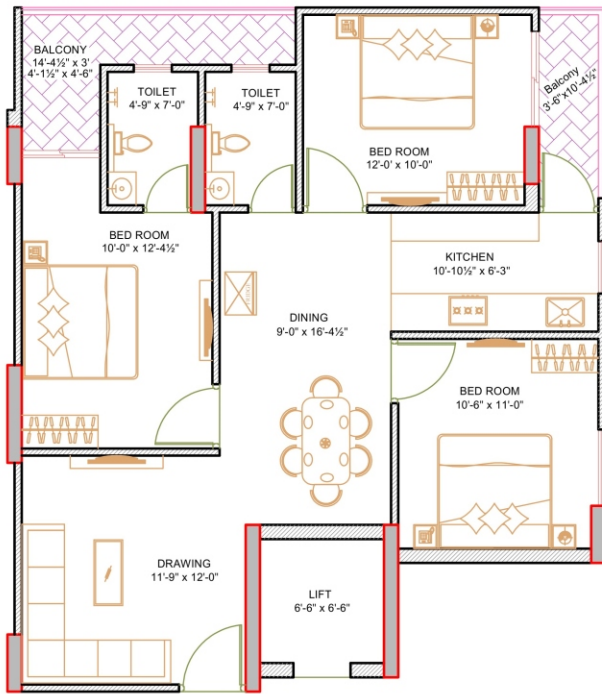 BALCONY
14'-4½" x 3'
4'-1½" x 4'-6"
TOILET
4'-9" x 7'-0"
TOILET
4'-9" x 7'-0"
BED ROOM
12'-0' x 10'-0"
Balcony
3'-6"x10'-4½"
BED ROOM
10'-0" x 12'-4½"
KITCHEN
10'-10½" x 6'-3"
DINING
9'-0" x 16'-4½"
BED ROOM
10'-6" x 11'-0"
DRAWING
11'-9" x 12'-0"
LIFT
6'-6" x 6'-6"